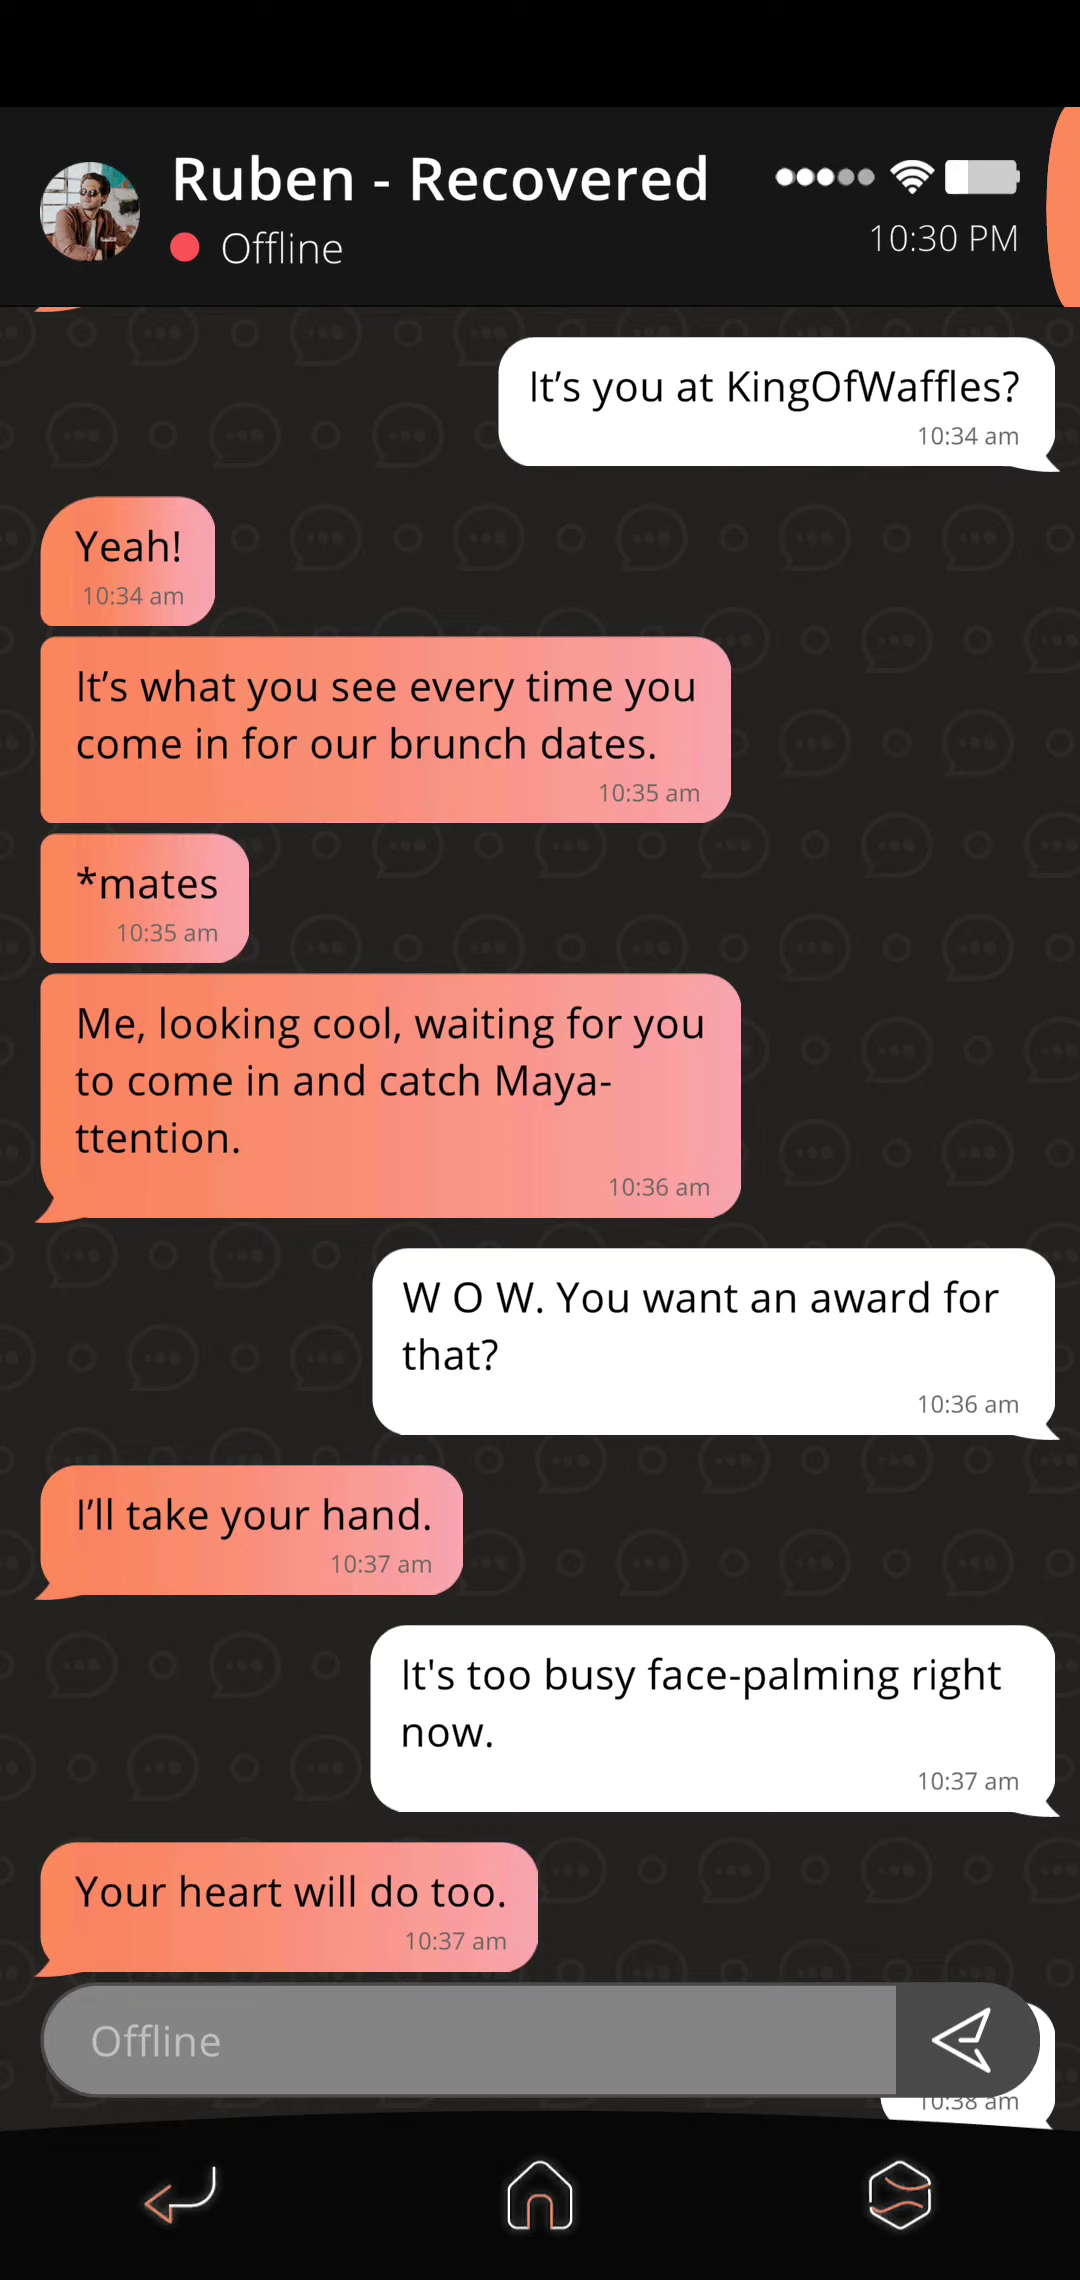 Ruben - Recovered
Offline
10:30 PM
It’s you at KingOfWaffles?
10:34 am
Yeah!
10:34 am
It’s what you see every time you
come in for our brunch dates.
10:35 am
*mates
10:35 am
Me, looking cool, waiting for you
to come in and catch Maya-
ttention.
10:36 am
W O W. You want an award for
that?
10:36 am
I’ll take your hand.
10:37 am
It's too busy face-palming right
now.
10:37 am
Your heart will do too.
10:37 am
Offline
10:38 am